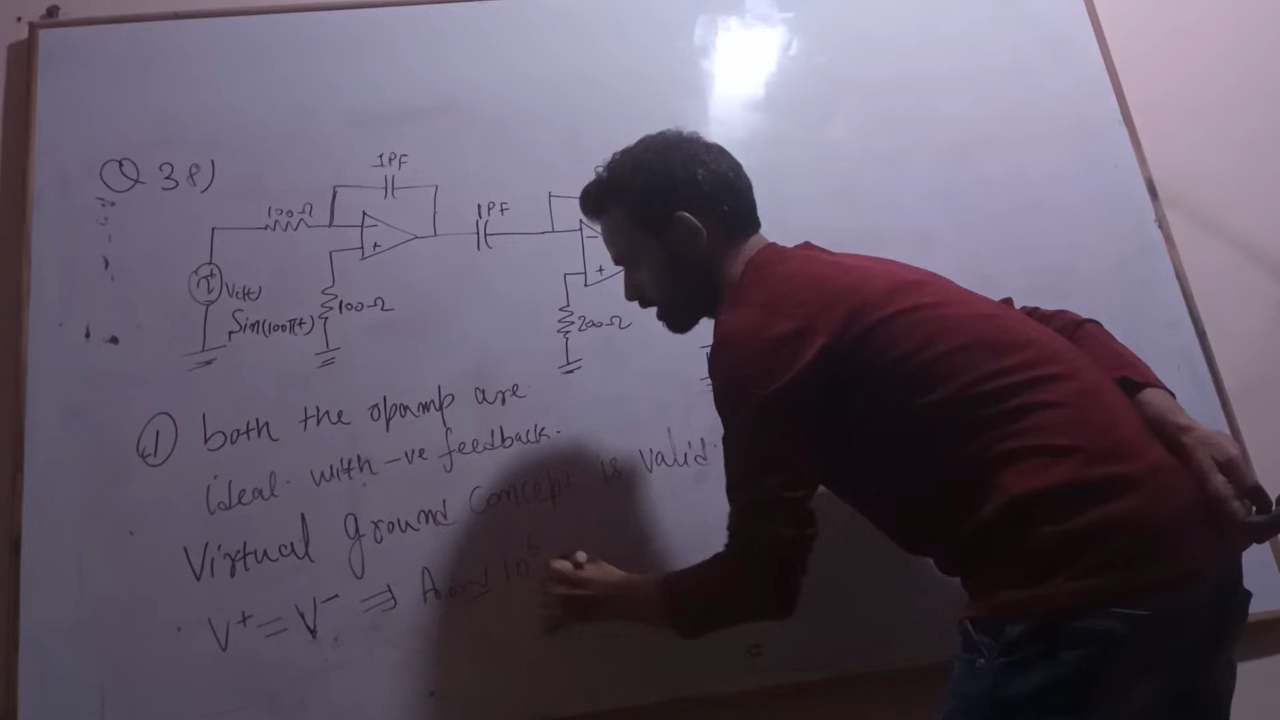 Q 38)
1PF
100Ω
1PF
-
-
+
+
Vi(t)
100Ω
200Ω
Sin(100πt)
① both the opamp are
ideal. with -ve feedback.
Virtual ground concept is valid.
V⁺ = V⁻ ⇒ 10⁶